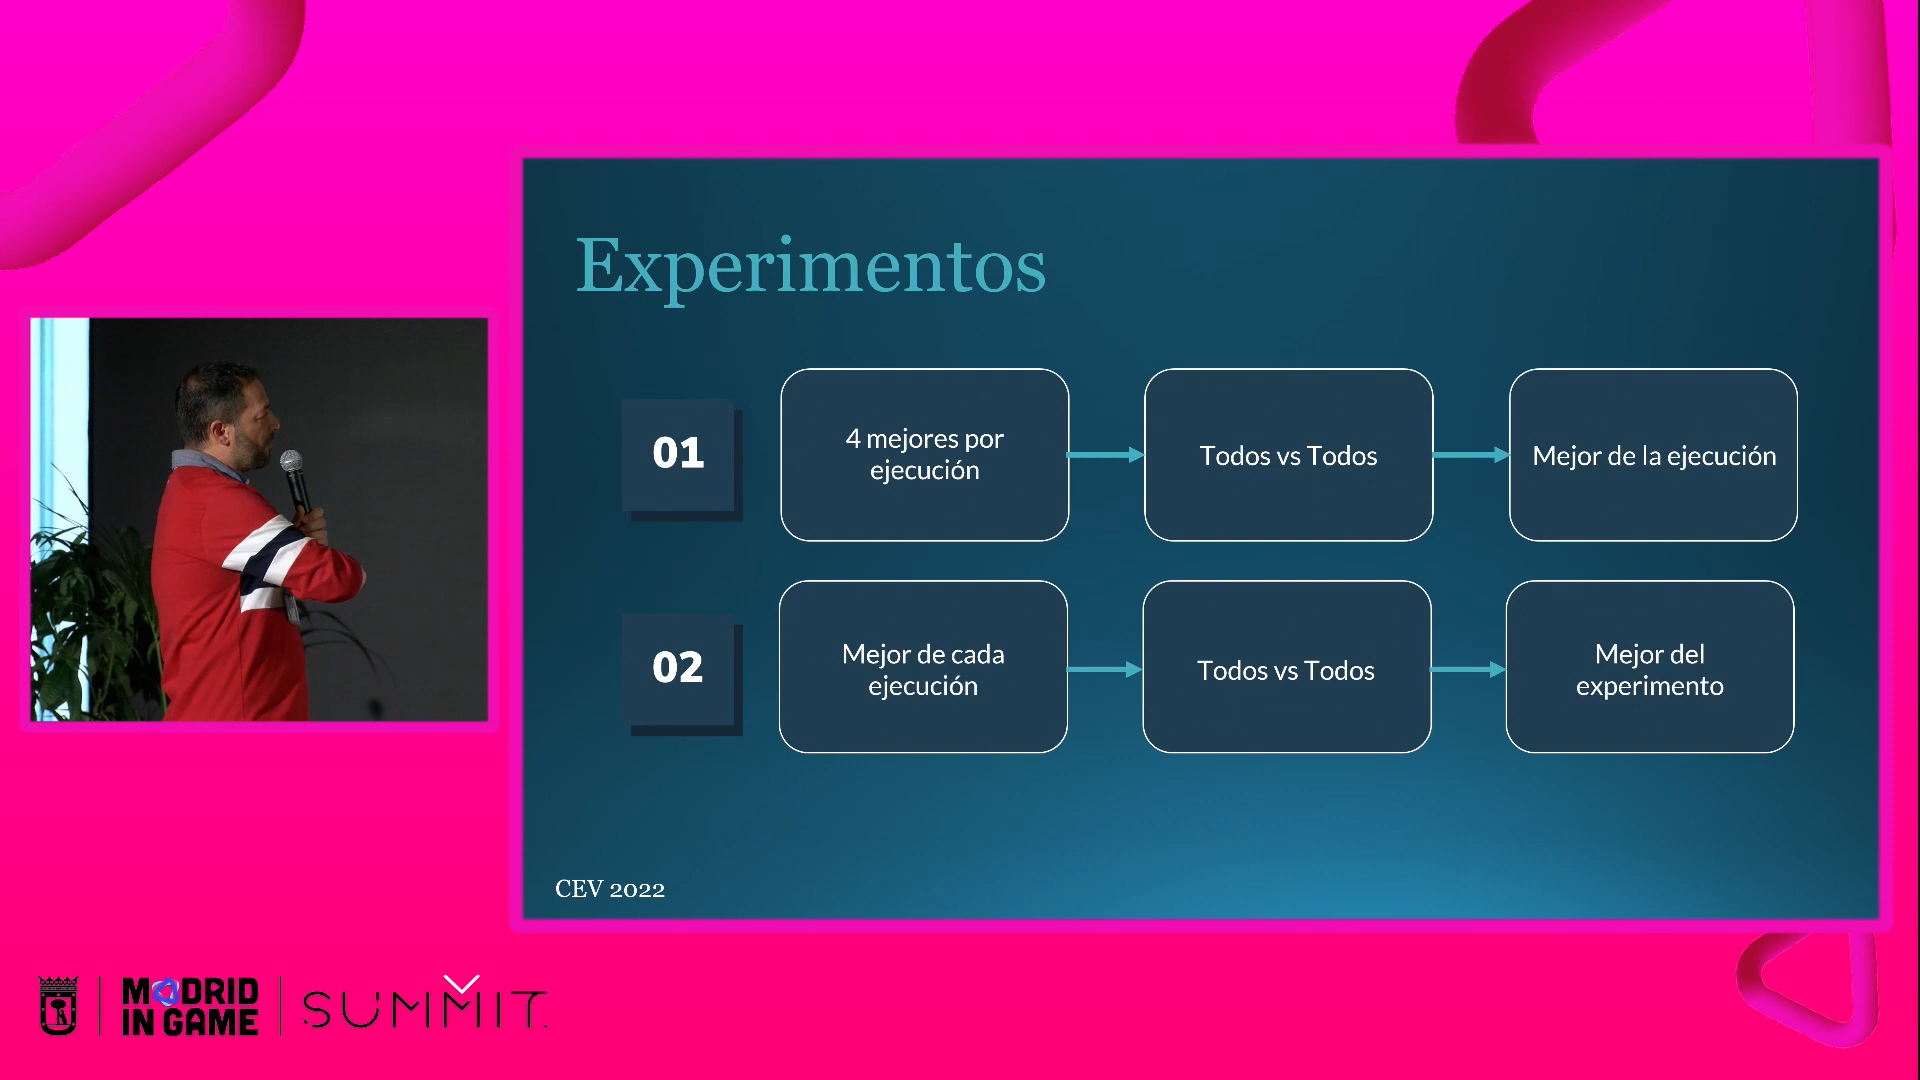 Experimentos
01
4 mejores por
ejecución
Todos vs Todos
Mejor de la ejecución
02
Mejor de cada
ejecución
Todos vs Todos
Mejor del
experimento
CEV 2022
MADRID
IN GAME
SUMMIT